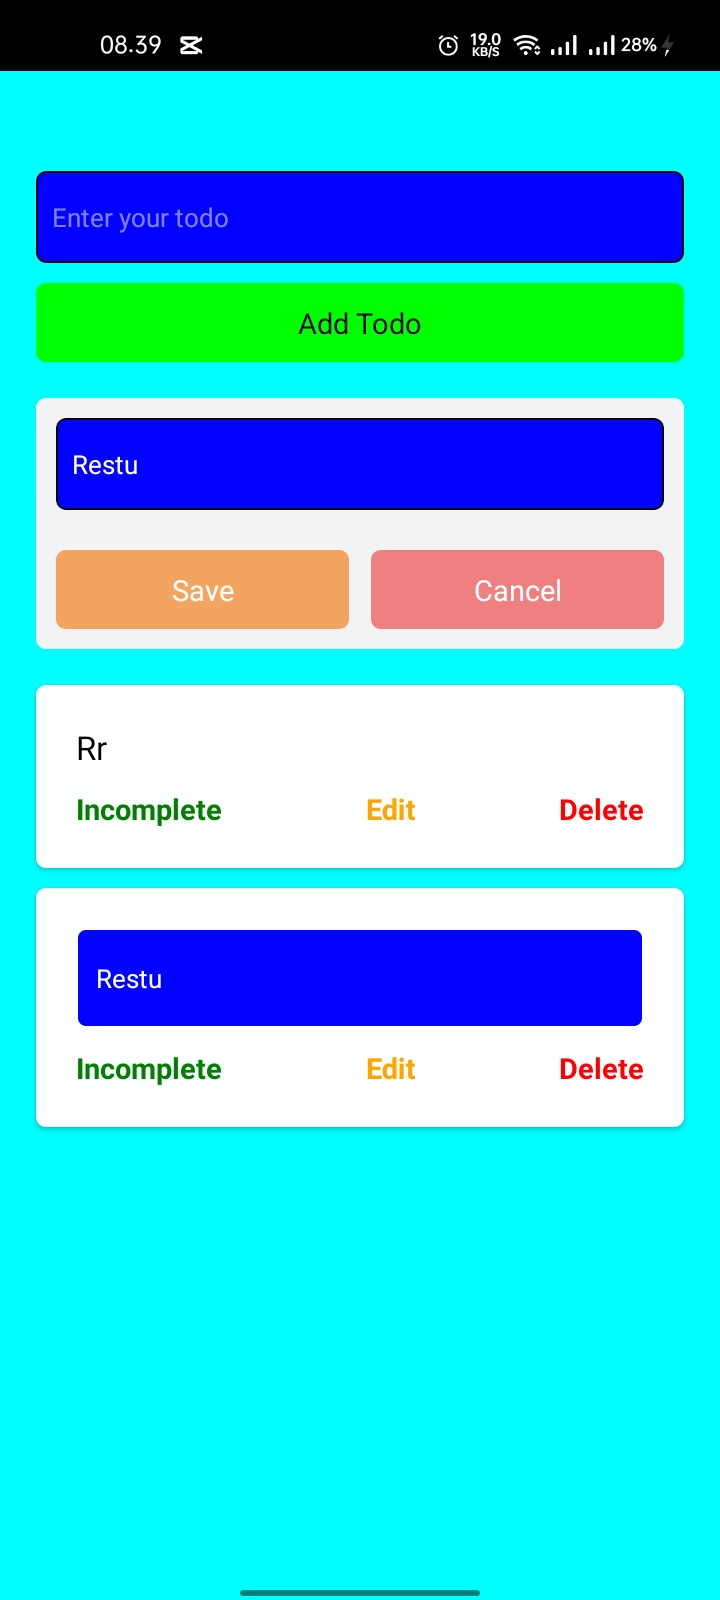 08.39 19.0 KB/S 28%
Enter your todo
Add Todo
Restu
Save Cancel
Rr
Incomplete Edit Delete
Restu
Incomplete Edit Delete